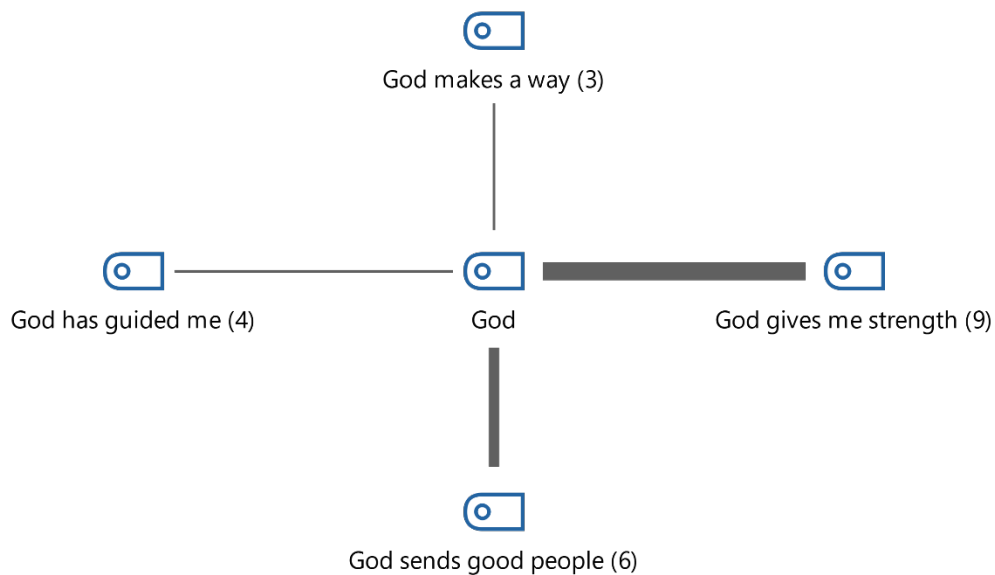 God makes a way (3)
God has guided me (4)
God
God gives me strength (9)
God sends good people (6)